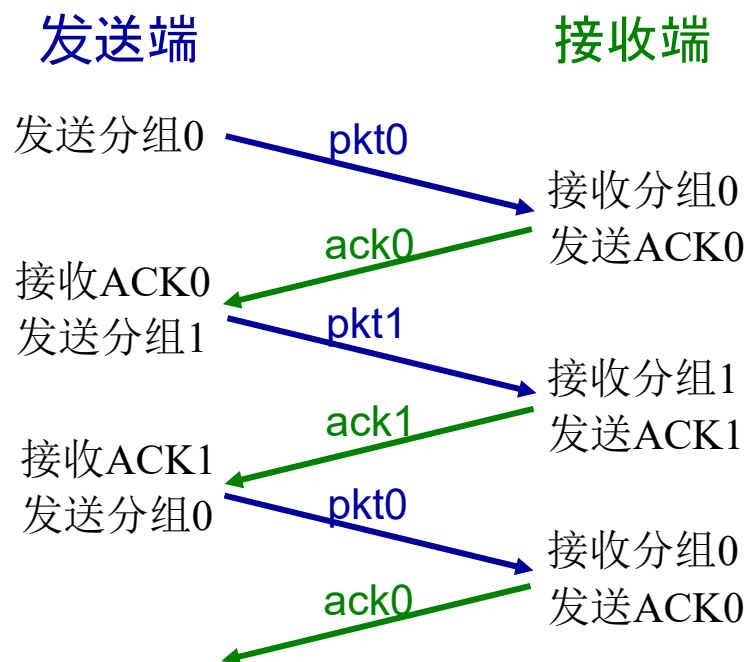 发送端
接收端
发送分组0
pkt0
接收分组0
发送ACK0
ack0
接收ACK0
发送分组1
pkt1
接收分组1
发送ACK1
ack1
接收ACK1
发送分组0
pkt0
接收分组0
发送ACK0
ack0